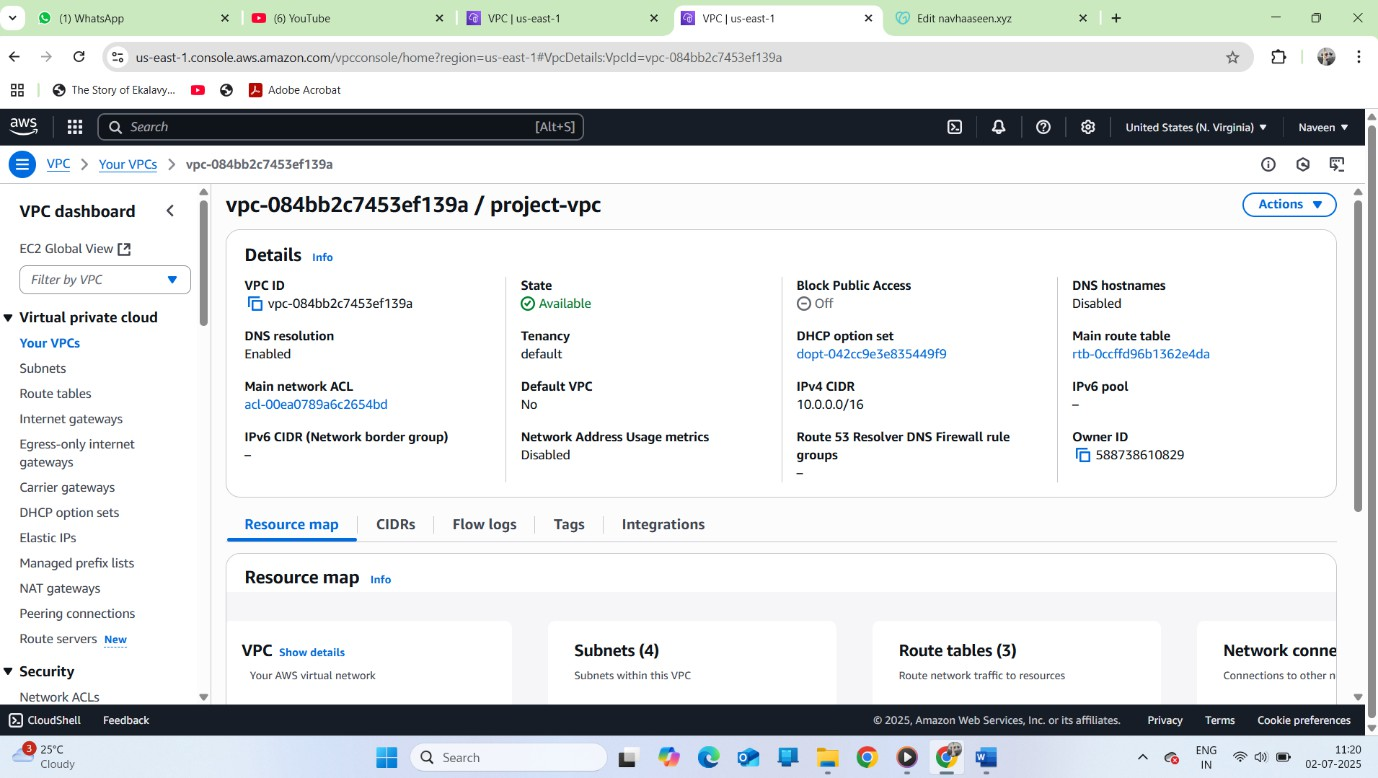 (1) WhatsApp
(6) YouTube
VPC | us-east-1
VPC | us-east-1
Edit navhaaseen.xyz
us-east-1.console.aws.amazon.com/vpcconsole/home?region=us-east-1#VpcDetails:VpcId=vpc-084bb2c7453ef139a
The Story of Ekalavy...
Adobe Acrobat
aws
Search [Alt+S]
United States (N. Virginia)
Naveen
VPC
Your VPCs
vpc-084bb2c7453ef139a
VPC dashboard
EC2 Global View
Filter by VPC
Virtual private cloud
Your VPCs
Subnets
Route tables
Internet gateways
Egress-only internet
gateways
Carrier gateways
DHCP option sets
Elastic IPs
Managed prefix lists
NAT gateways
Peering connections
Route servers New
Security
Network ACLs
vpc-084bb2c7453ef139a / project-vpc
Actions
Details Info
VPC ID
vpc-084bb2c7453ef139a
State
Available
Block Public Access
Off
DNS hostnames
Disabled
DNS resolution
Enabled
Tenancy
default
DHCP option set
dopt-042cc9e3e835449f9
Main route table
rtb-0ccffd96b1362e4da
Main network ACL
acl-00ea0789a6c2654bd
Default VPC
No
IPv4 CIDR
10.0.0.0/16
IPv6 pool
–
IPv6 CIDR (Network border group)
–
Network Address Usage metrics
Disabled
Route 53 Resolver DNS Firewall rule
groups
–
Owner ID
588738610829
Resource map
CIDRs
Flow logs
Tags
Integrations
Resource map Info
VPC Show details
Your AWS virtual network
Subnets (4)
Subnets within this VPC
Route tables (3)
Route network traffic to resources
Network conne
Connections to other n
CloudShell
Feedback
© 2025, Amazon Web Services, Inc. or its affiliates.
Privacy
Terms
Cookie preferences
3
25°C
Cloudy
Search
ENG
IN
11:20
02-07-2025